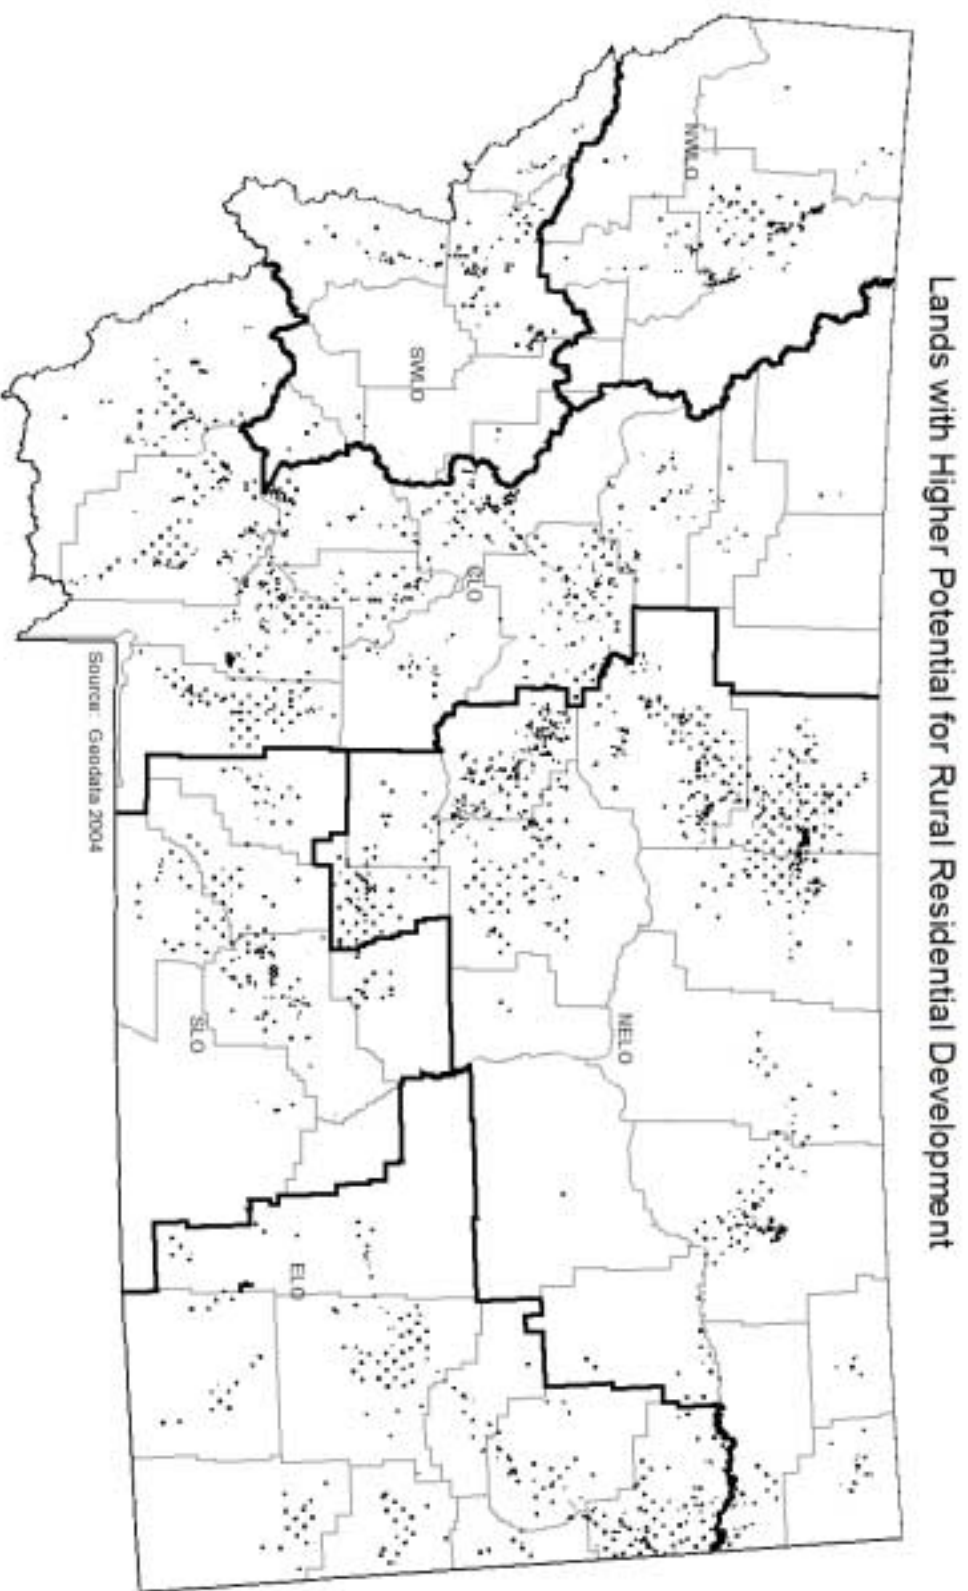 Lands with Higher Potential for Rural Residential Development
NWLO
SWLO
CLO
NELO
SLO
ELO
Source: Geodata 2004